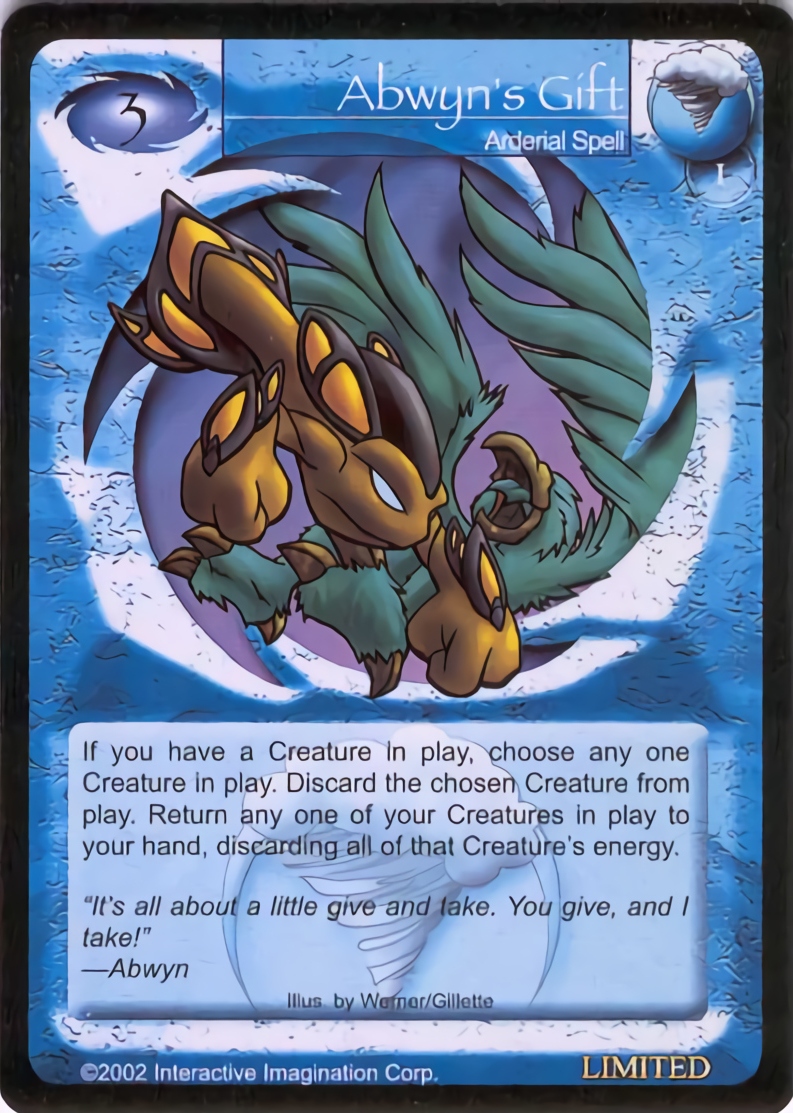 3
Abwyn's Gift
Arderial Spell
I
If you have a Creature in play, choose any one
Creature in play. Discard the chosen Creature from
play. Return any one of your Creatures in play to
your hand, discarding all of that Creature's energy.
"It's all about a little give and take. You give, and I
take!"
—Abwyn
Illus. by Werner/Gillette
©2002 Interactive Imagination Corp.
LIMITED